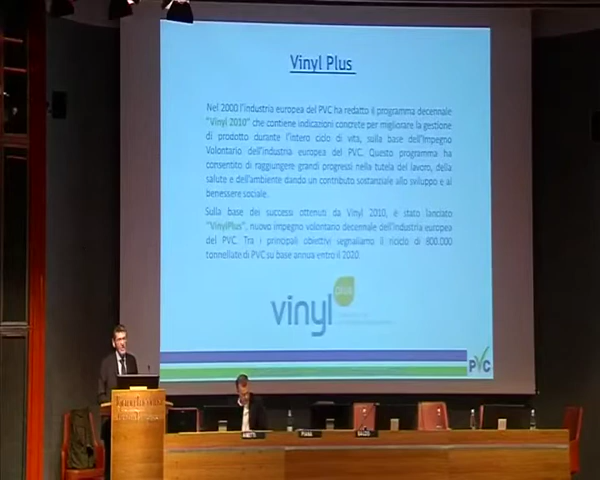 Vinyl Plus
Nel 2000 l'industria europea del PVC ha redatto il programma decennale
"Vinyl 2010" che contiene indicazioni concrete per migliorare la gestione
di prodotto durante l'intero ciclo di vita, sulla base dell'Impegno
Volontario dell'industria europea del PVC. Questo programma ha
consentito di raggiungere grandi progressi nella tutela del lavoro, della
salute e dell'ambiente dando un contributo sostanziale allo sviluppo e al
benessere sociale.
Sulla base dei successi ottenuti da Vinyl 2010, è stato lanciato
"VinylPlus", nuovo impegno volontario decennale dell'industria europea
del PVC. Tra i principali obiettivi segnaliamo il riciclo di 800.000
tonnellate di PVC su base annua entro il 2020.
vinyl
plus
PVC